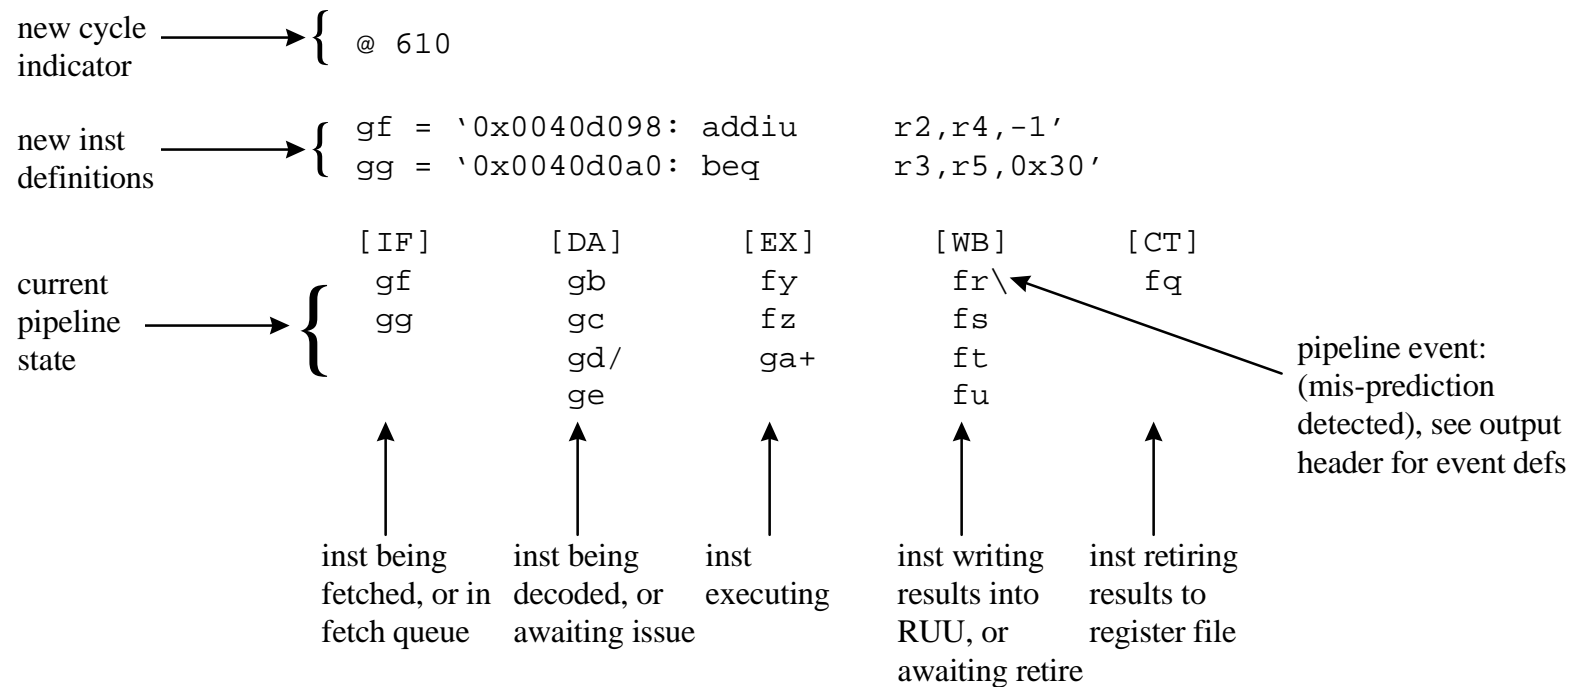 new cycle
indicator
{ @ 610
new inst
definitions
{ gf = ‘0x0040d098: addiu r2,r4,-1’
gg = ‘0x0040d0a0: beq r3,r5,0x30’
current
pipeline
state
{ [IF] [DA] [EX] [WB] [CT]
gf gb fy fr\ fq
gg gc fz fs
gd/ ga+ ft
ge fu
pipeline event:
(mis-prediction
detected), see output
header for event defs
inst being
fetched, or in
fetch queue
inst being
decoded, or
awaiting issue
inst
executing
inst writing
results into
RUU, or
awaiting retire
inst retiring
results to
register file